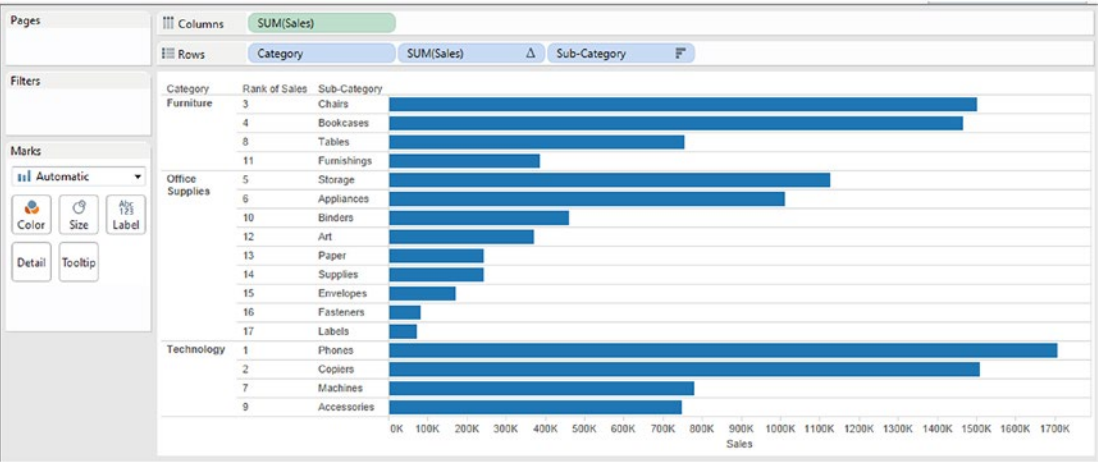 Pages
Columns SUM(Sales)
Rows Category SUM(Sales) Δ Sub-Category
Filters
Marks
Automatic
Color Size Abc 123 Label
Detail Tooltip
Category Rank of Sales Sub-Category
Furniture 3 Chairs
4 Bookcases
8 Tables
11 Furnishings
Office Supplies 5 Storage
6 Appliances
10 Binders
12 Art
13 Paper
14 Supplies
15 Envelopes
16 Fasteners
17 Labels
Technology 1 Phones
2 Copiers
7 Machines
9 Accessories
0K 100K 200K 300K 400K 500K 600K 700K 800K 900K 1000K 1100K 1200K 1300K 1400K 1500K 1600K 1700K
Sales